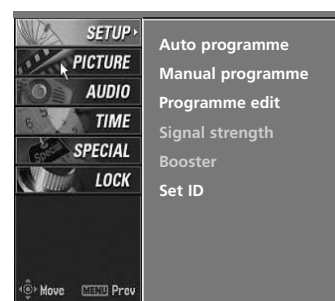 SETUP
PICTURE
AUDIO
TIME
SPECIAL
LOCK
Move MENU Prev
Auto programme
Manual programme
Programme edit
Signal strength
Booster
Set ID